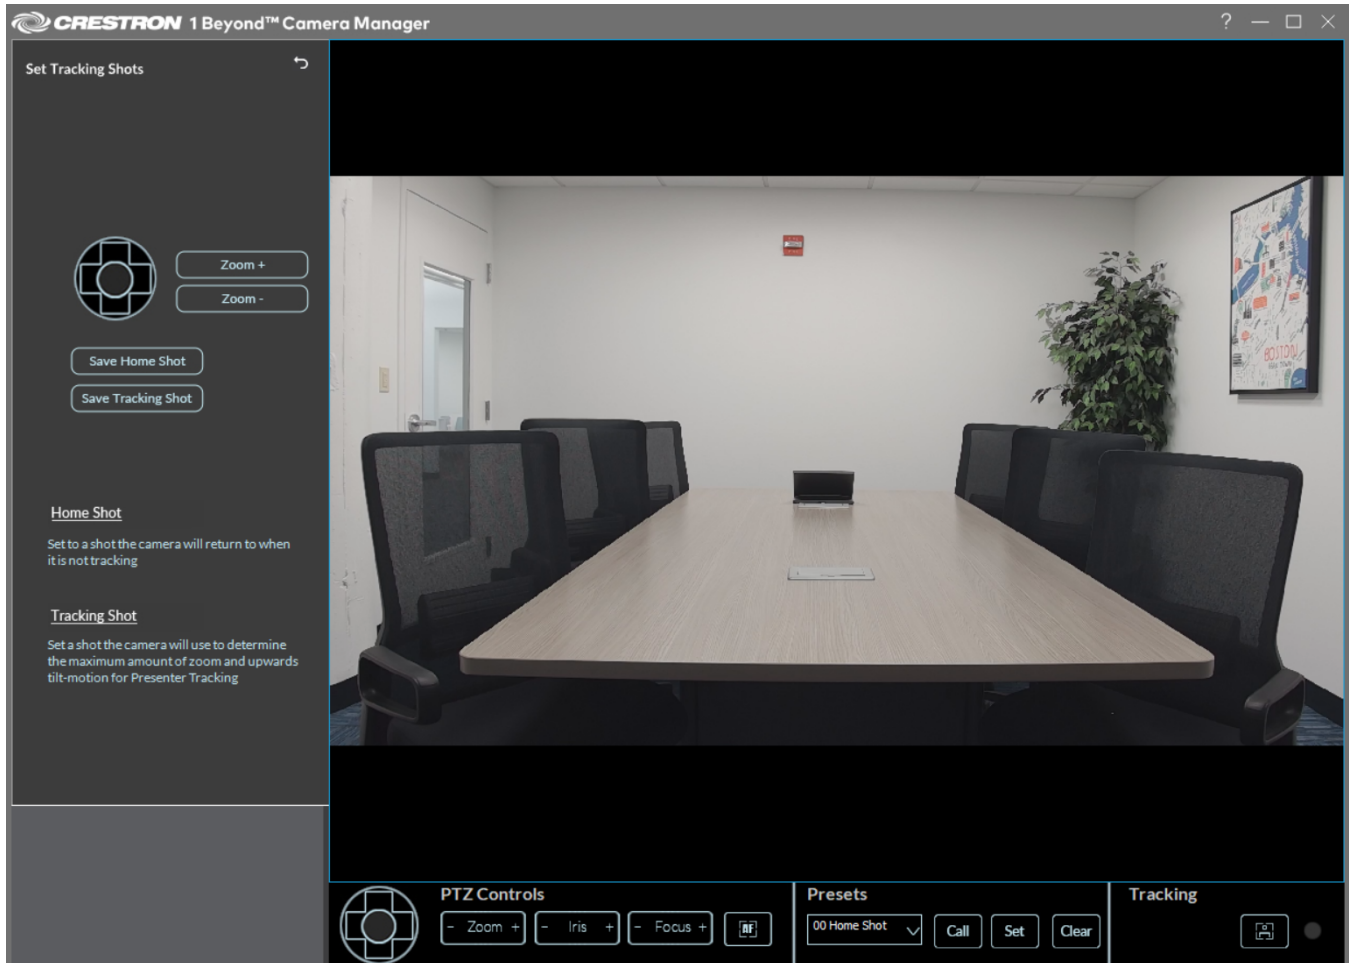 CRESTRON 1 Beyond™ Camera Manager
?
Set Tracking Shots
Zoom +
Zoom -
Save Home Shot
Save Tracking Shot
Home Shot
Set to a shot the camera will return to when
it is not tracking
Tracking Shot
Set a shot the camera will use to determine
the maximum amount of zoom and upwards
tilt-motion for Presenter Tracking
BOSTON
PTZ Controls
- Zoom +
- Iris +
- Focus +
AF
Presets
00 Home Shot
Call
Set
Clear
Tracking